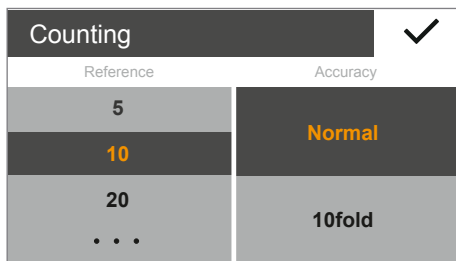 Counting
Reference Accuracy
5
Normal
10
20
10fold
. . .